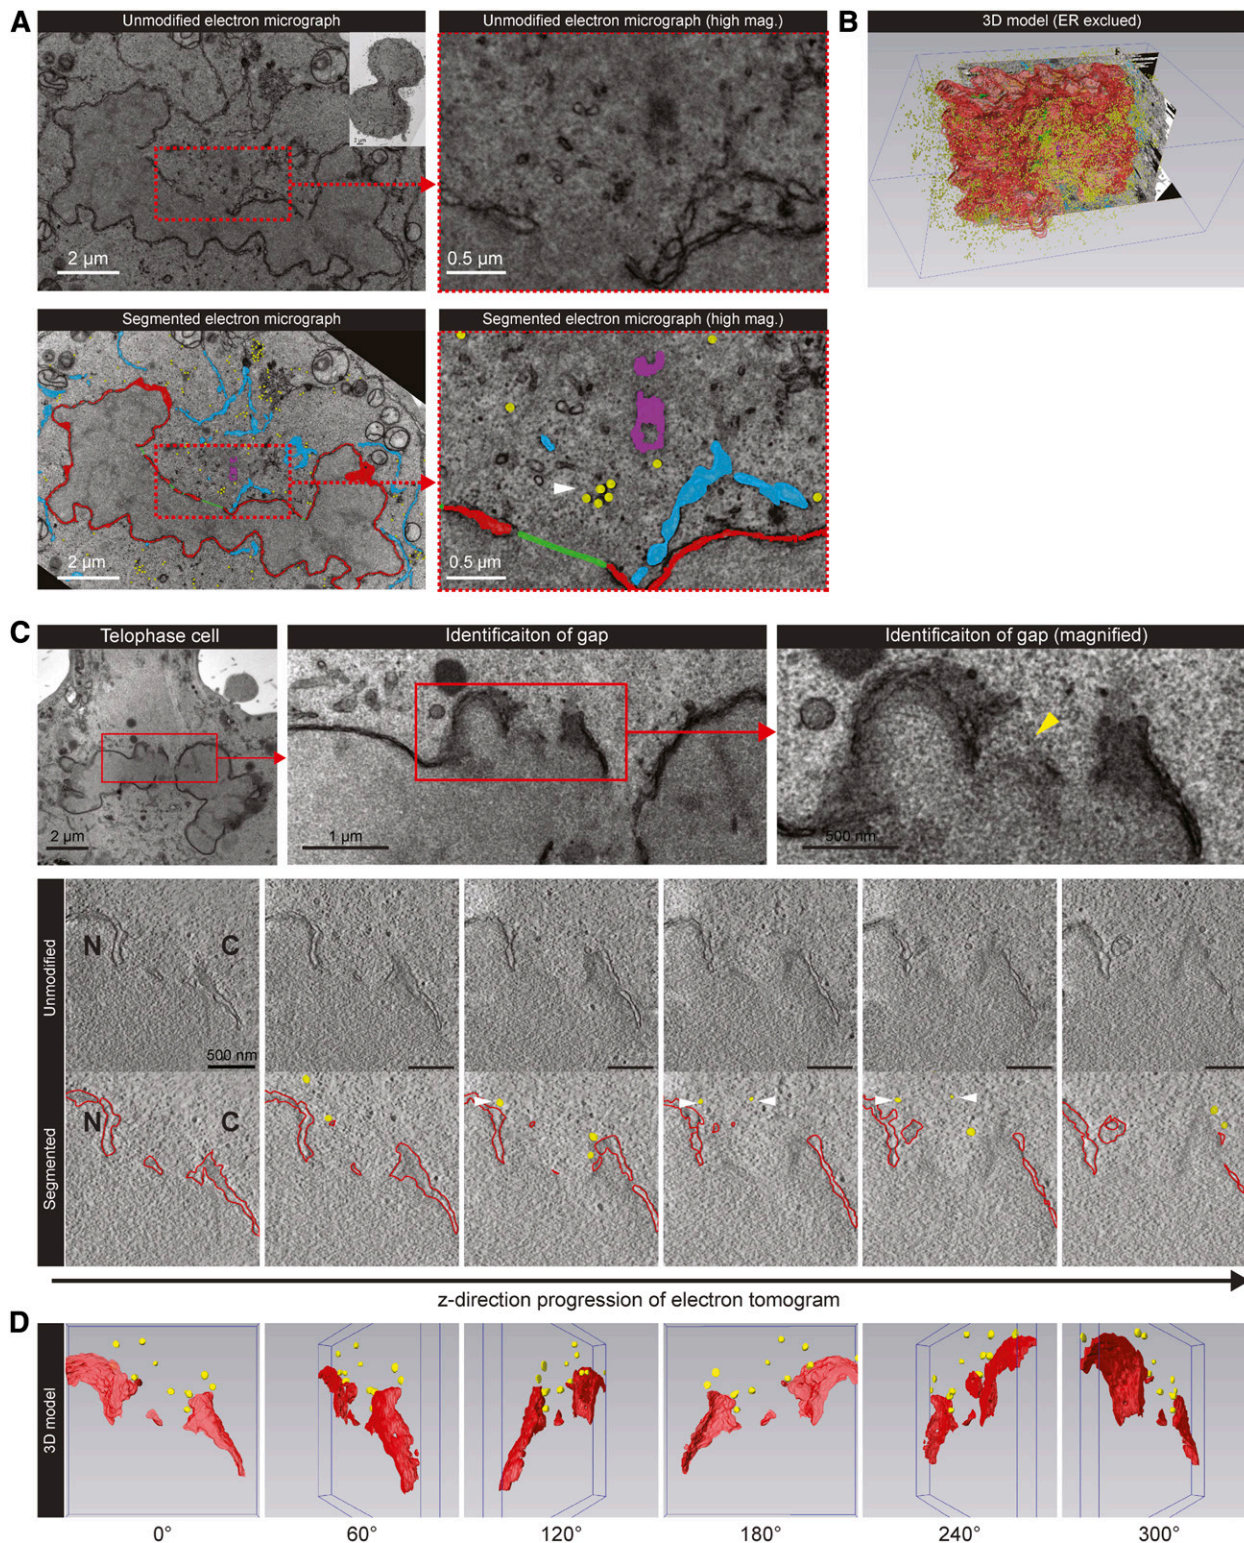 A
Unmodified electron micrograph
Unmodified electron micrograph (high mag.)
B
3D model (ER exclued)
2 µm
0.5 µm
Segmented electron micrograph
Segmented electron micrograph (high mag.)
2 µm
0.5 µm
C
Telophase cell
Identificaiton of gap
Identificaiton of gap (magnified)
2 µm
1 µm
500 nm
Unmodified
N
C
500 nm
Segmented
N
C
z-direction progression of electron tomogram
D
3D model
0°
60°
120°
180°
240°
300°